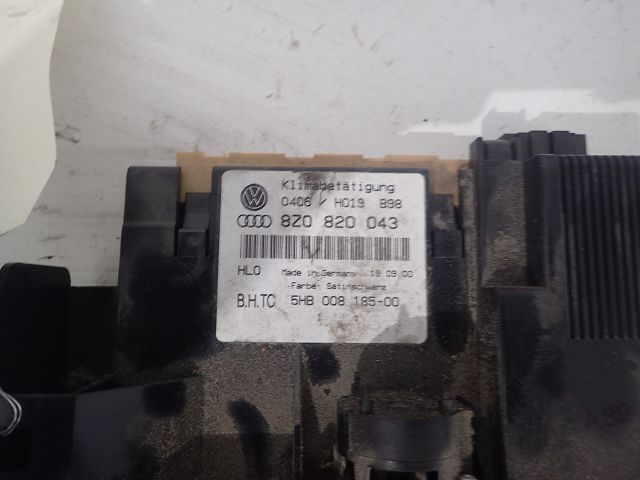 Klimabetätigung
0406 / H019 B98
8Z0 820 043
HLO Made in Germany 19.09.00
-Farbe- Satinschwarz
B.H.TC 5HB 008 185-00
A39